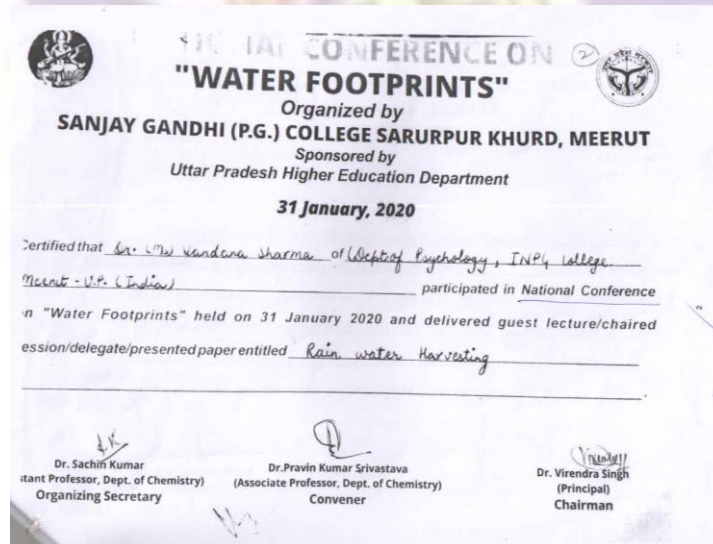 CONFERENCE ON 2
"WATER FOOTPRINTS"
Organized by
SANJAY GANDHI (P.G.) COLLEGE SARURPUR KHURD, MEERUT
Sponsored by
Uttar Pradesh Higher Education Department
31 January, 2020
Certified that Dr. (Ms) Vandana Sharma of (Dept of Psychology, INPG College
Meerut - U.P. (India) participated in National Conference
n "Water Footprints" held on 31 January 2020 and delivered guest lecture/chaired
ession/delegate/presented paper entitled Rain water Harvesting
Dr. Sachin Kumar
stant Professor, Dept. of Chemistry)
Organizing Secretary
Dr.Pravin Kumar Srivastava
(Associate Professor, Dept. of Chemistry)
Convener
Dr. Virendra Singh
(Principal)
Chairman